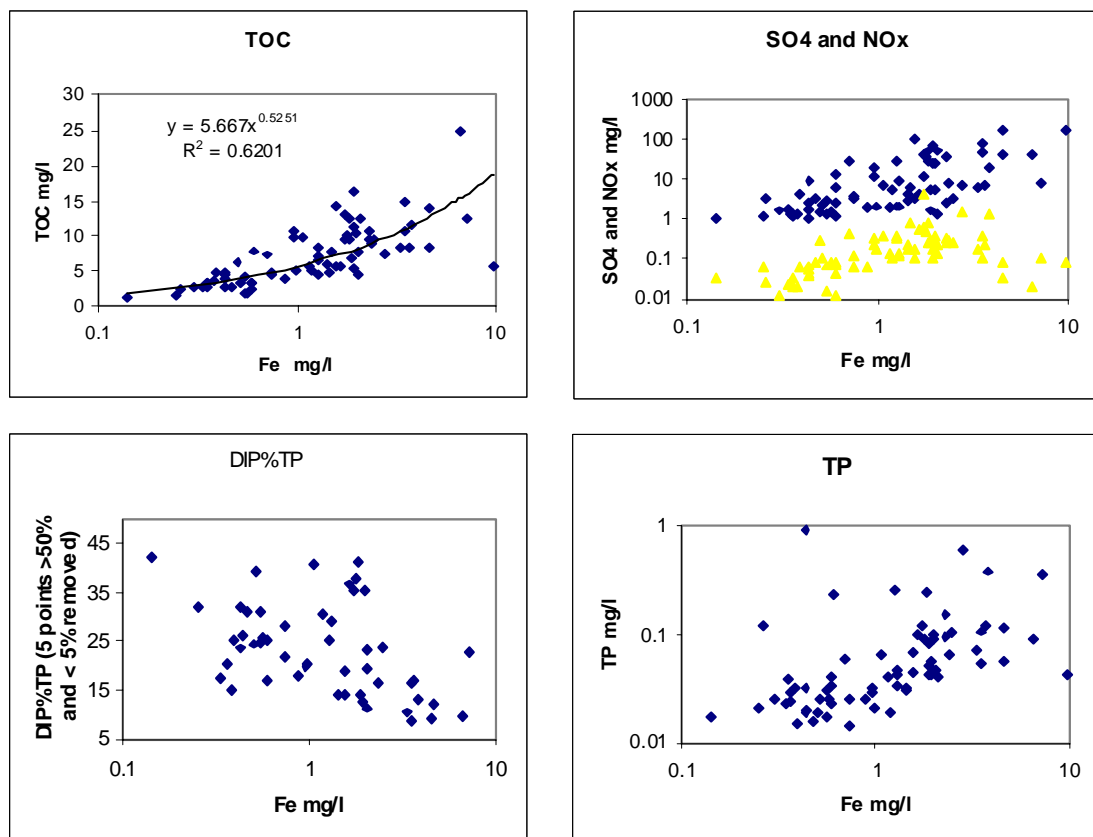 TOC
TOC mg/l
30
25
20
15
10
5
0
y = 5.667x^0.5251
R² = 0.6201
0.1 1 10
Fe mg/l
SO4 and NOx
SO4 and NOx mg/l
1000
100
10
1
0.1
0.01
0.1 1 10
Fe mg/l
DIP%TP
DIP%TP (5 points >50%
and < 5% removed)
45
35
25
15
5
0.1 1 10
Fe mg/l
TP
TP mg/l
1
0.1
0.01
0.1 1 10
Fe mg/l